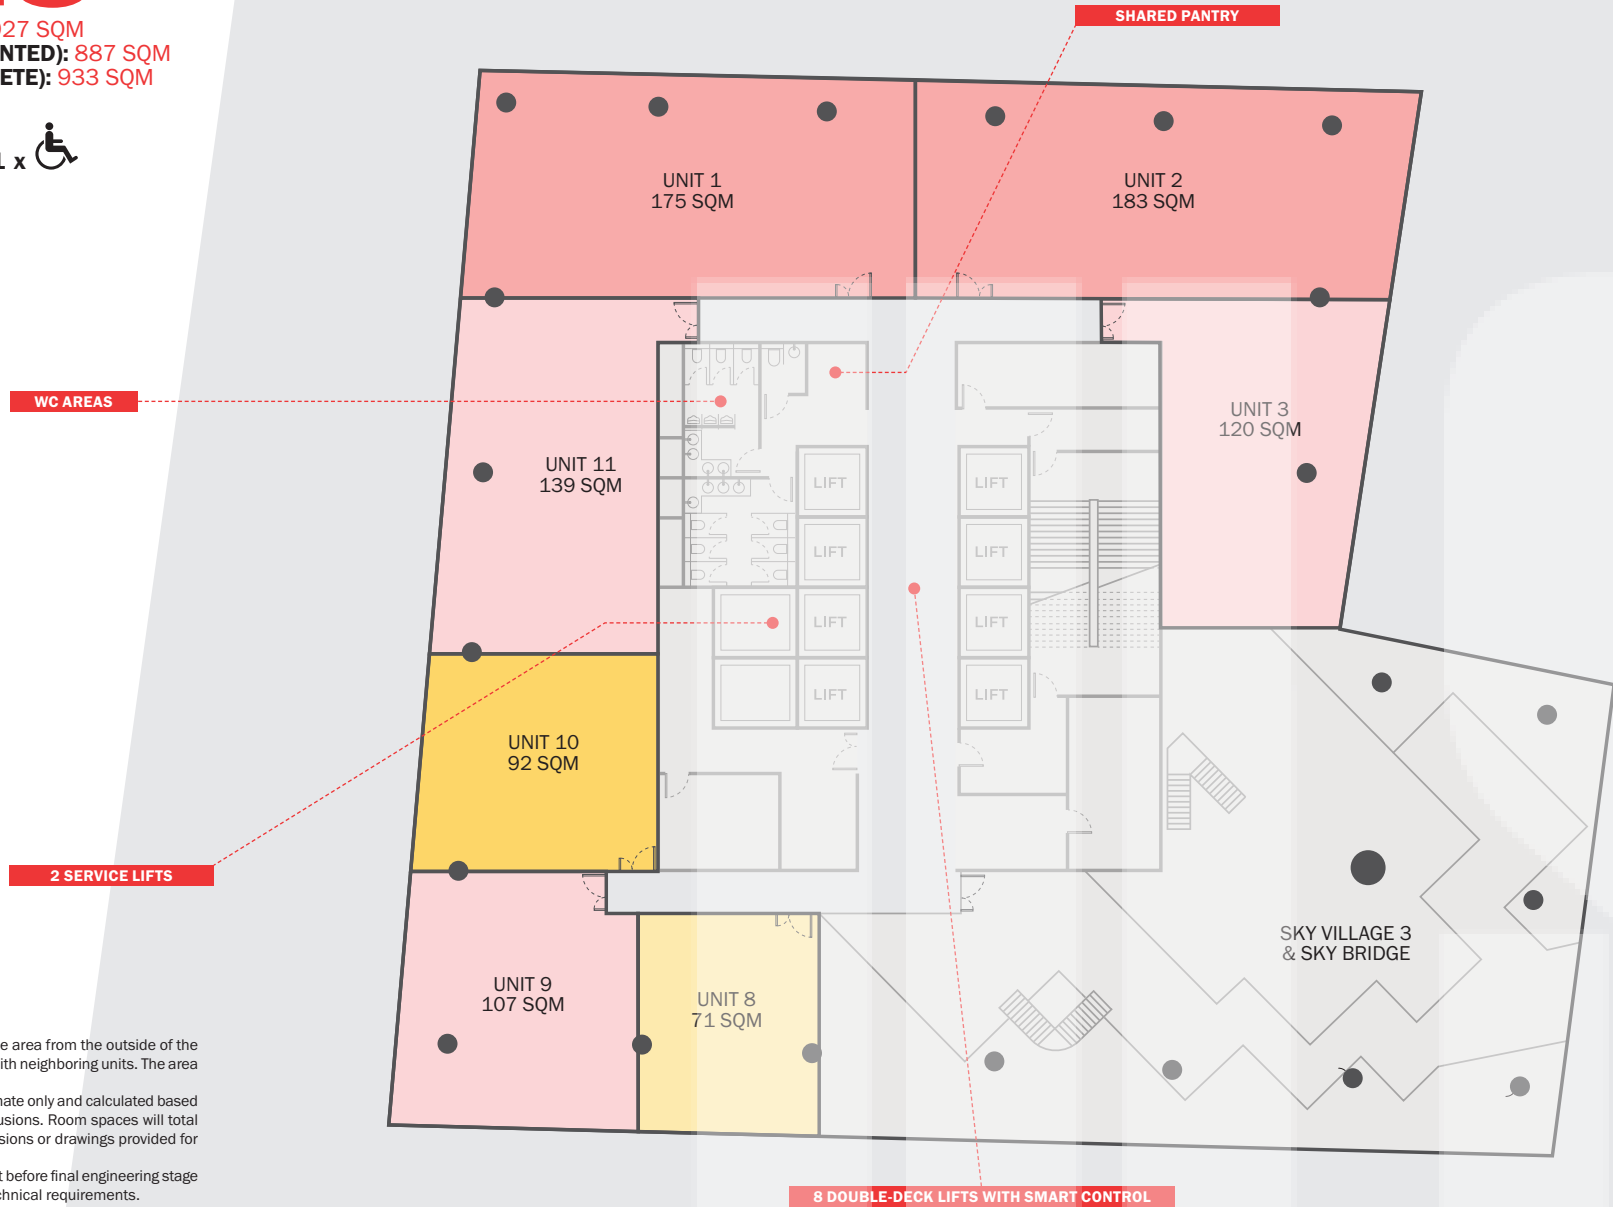 927 SQM
NTED): 887 SQM
ETE): 933 SQM
1 x
SHARED PANTRY
UNIT 1
175 SQM
UNIT 2
183 SQM
WC AREAS
UNIT 3
120 SQM
UNIT 11
139 SQM
LIFT
LIFT
LIFT
LIFT
LIFT
LIFT
LIFT
LIFT
UNIT 10
92 SQM
2 SERVICE LIFTS
SKY VILLAGE 3
& SKY BRIDGE
UNIT 9
107 SQM
UNIT 8
71 SQM
e area from the outside of the
ith neighboring units. The area
nate only and calculated based
usions. Room spaces will total
sions or drawings provided for
t before final engineering stage
chnical requirements.
8 DOUBLE-DECK LIFTS WITH SMART CONTROL